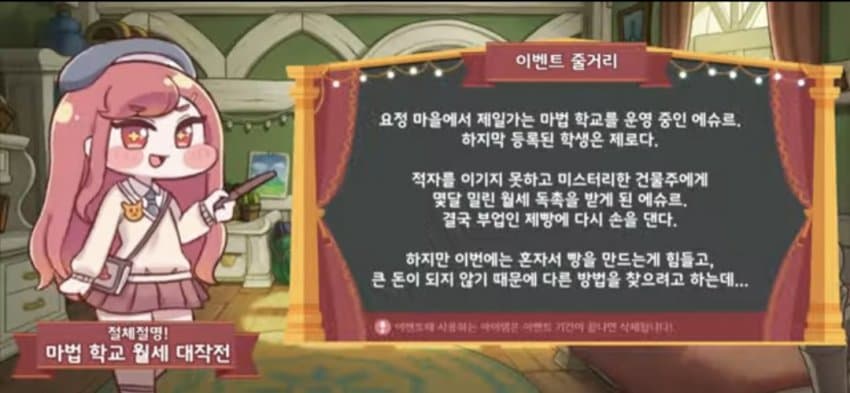 이벤트 줄거리
요정 마을에서 제일가는 마법 학교를 운영 중인 에슈르.
하지막 등록된 학생은 제로다.
적자를 이기지 못하고 미스터리한 건물주에게
몇달 밀린 월세 독촉을 받게 된 에슈르.
결국 부업인 제빵에 다시 손을 댄다.
하지만 이번에는 혼자서 빵을 만드는게 힘들고,
큰 돈이 되지 않기 때문에 다른 방법을 찾으려고 하는데...
이벤트에 사용하는 아이템은 이벤트 기간이 끝나면 삭제됩니다.
절체절명!
마법 학교 월세 대작전